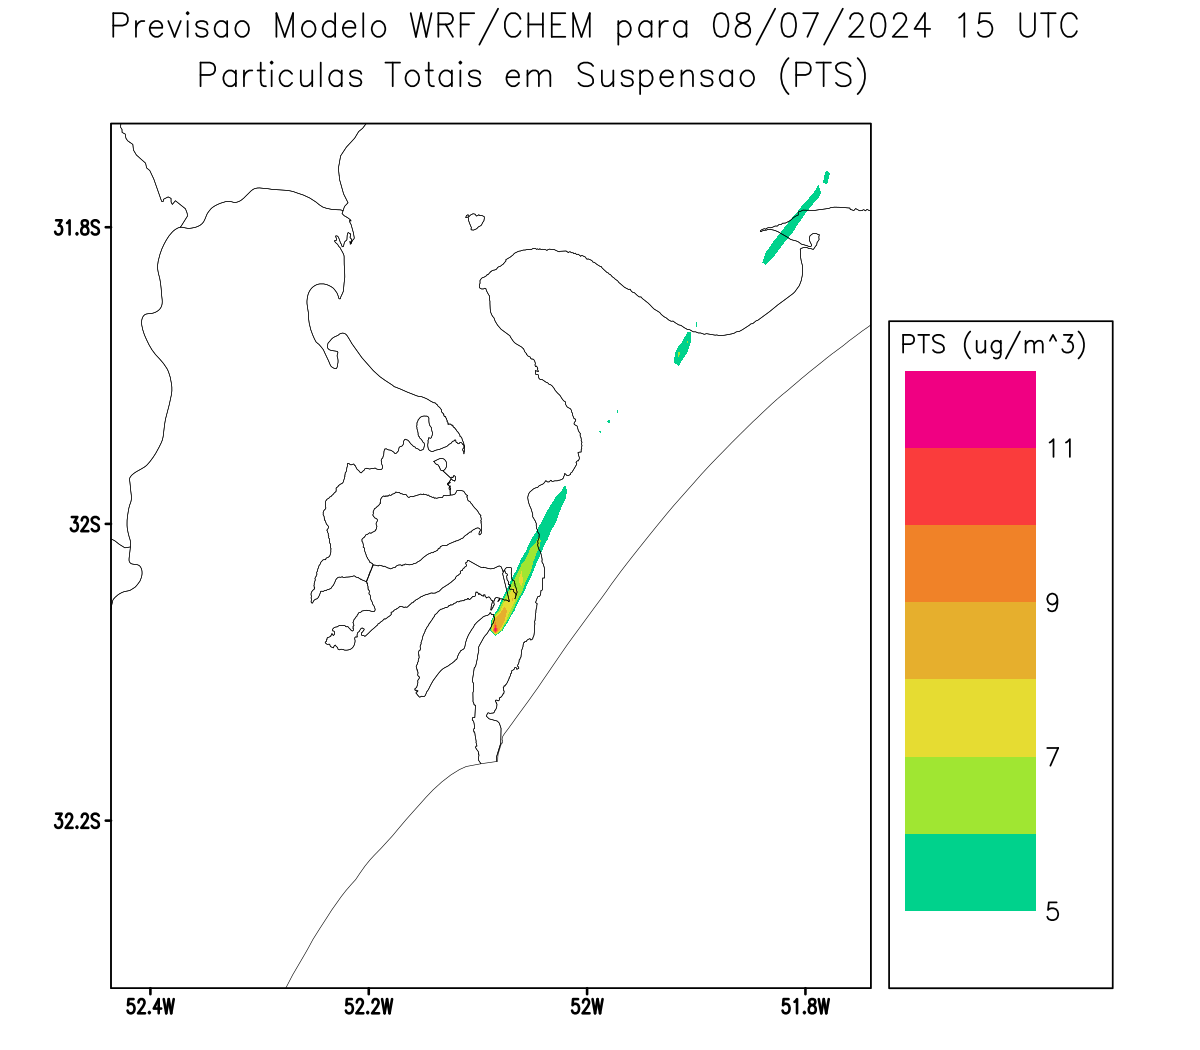 Previsao Modelo WRF/CHEM para 08/07/2024 15 UTC
Particulas Totais em Suspensao (PTS)
31.8S
32S
32.2S
52.4W
52.2W
52W
51.8W
PTS (ug/m^3)
11
9
7
5